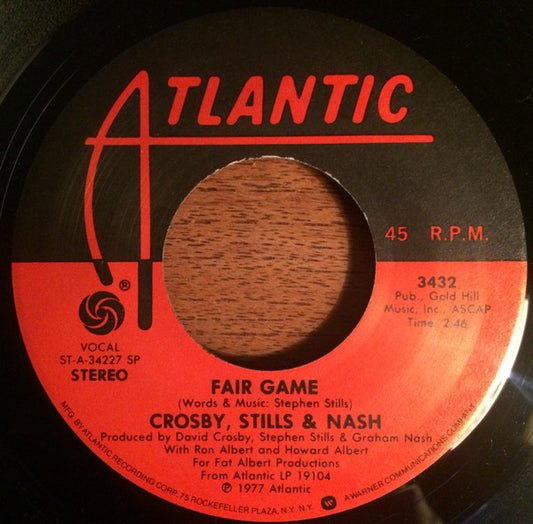 ATLANTIC
45 R.P.M.
®
VOCAL
ST-A-34227 SP
STEREO
3432
Pub., Gold Hill
Music, Inc., ASCAP
Time: 2:46
FAIR GAME
(Words & Music: Stephen Stills)
CROSBY, STILLS & NASH
Produced by David Crosby, Stephen Stills & Graham Nash
With Ron Albert and Howard Albert
For Fat Albert Productions
From Atlantic LP 19104
℗ 1977 Atlantic
MFG. BY ATLANTIC RECORDING CORP., 75 ROCKEFELLER PLAZA, N.Y. N.Y. A WARNER COMMUNICATIONS COMPANY